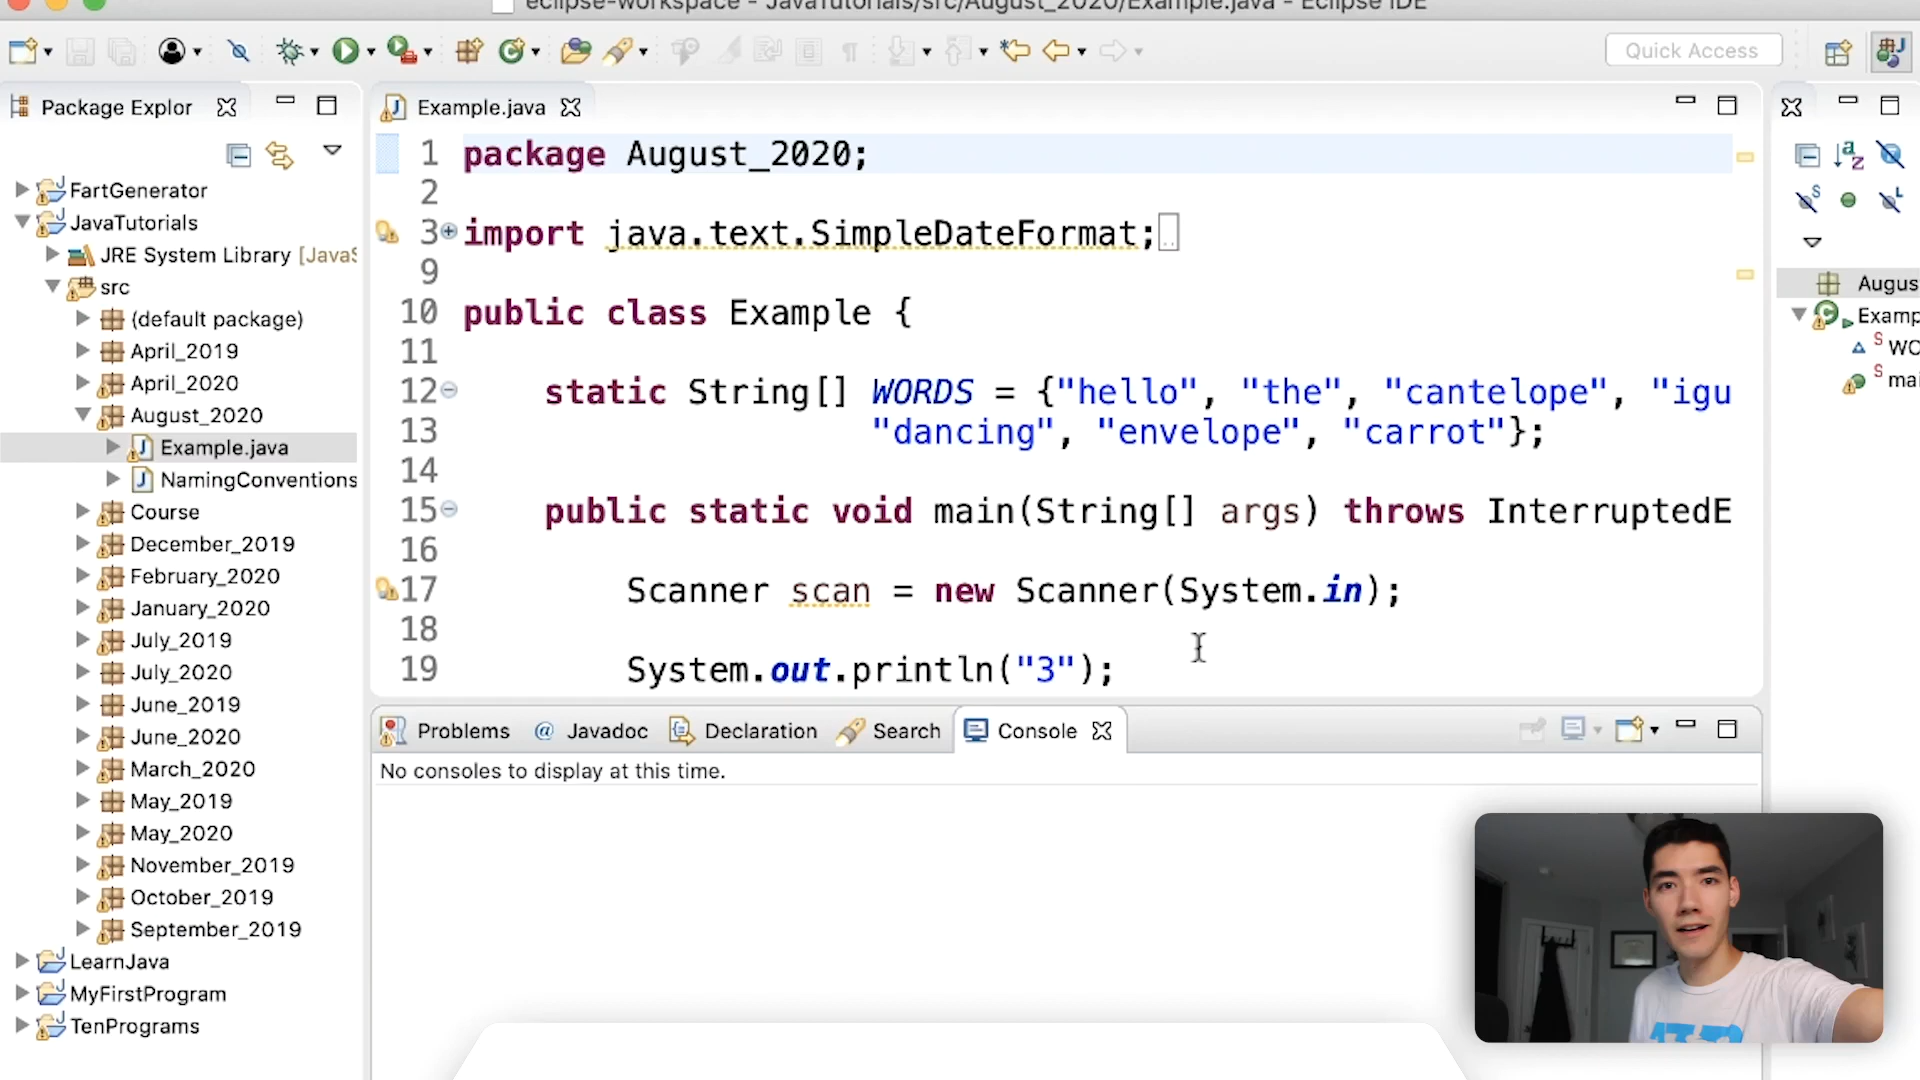 eclipse-workspace - JavaTutorials/src/August_2020/Example.java - Eclipse IDE
Quick Access
Package Explor
FartGenerator
JavaTutorials
JRE System Library [JavaS
src
(default package)
April_2019
April_2020
August_2020
Example.java
NamingConventions
Course
December_2019
February_2020
January_2020
July_2019
July_2020
June_2019
June_2020
March_2020
May_2019
May_2020
November_2019
October_2019
September_2019
LearnJava
MyFirstProgram
TenPrograms
Example.java
1 package August_2020;
2
3 import java.text.SimpleDateFormat;
9
10 public class Example {
11
12 static String[] WORDS = {"hello", "the", "cantelope", "igu
13 "dancing", "envelope", "carrot"};
14
15 public static void main(String[] args) throws InterruptedE
16
17 Scanner scan = new Scanner(System.in);
18
19 System.out.println("3");
Problems
Javadoc
Declaration
Search
Console
No consoles to display at this time.
Augus
Examp
WO
mai